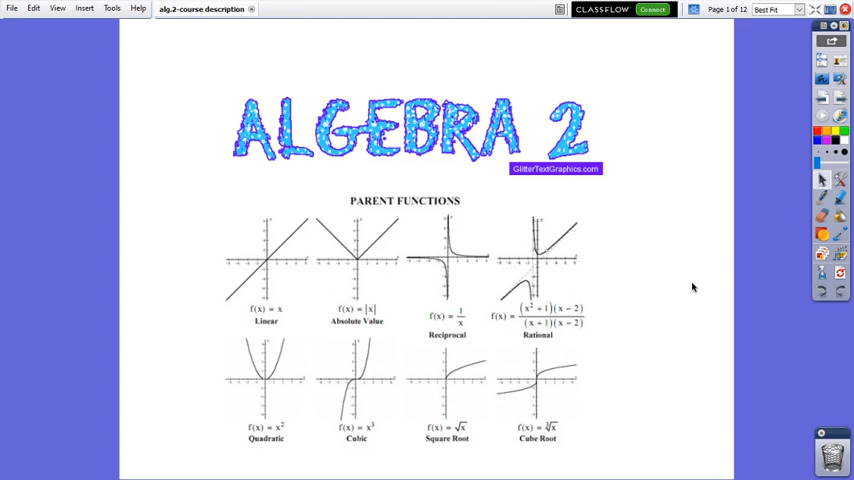 File Edit View Insert Tools Help
alg.2-course description
CLASSFLOW Connect
Page 1 of 12
Best Fit
ALGEBRA 2
GlitterTextGraphics.com
PARENT FUNCTIONS
f(x) = x
Linear
f(x) = |x|
Absolute Value
f(x) = 1/x
Reciprocal
f(x) = (x² + 1)(x − 2) / (x + 1)(x − 2)
Rational
f(x) = x²
Quadratic
f(x) = x³
Cubic
f(x) = √x
Square Root
f(x) = ∛x
Cube Root